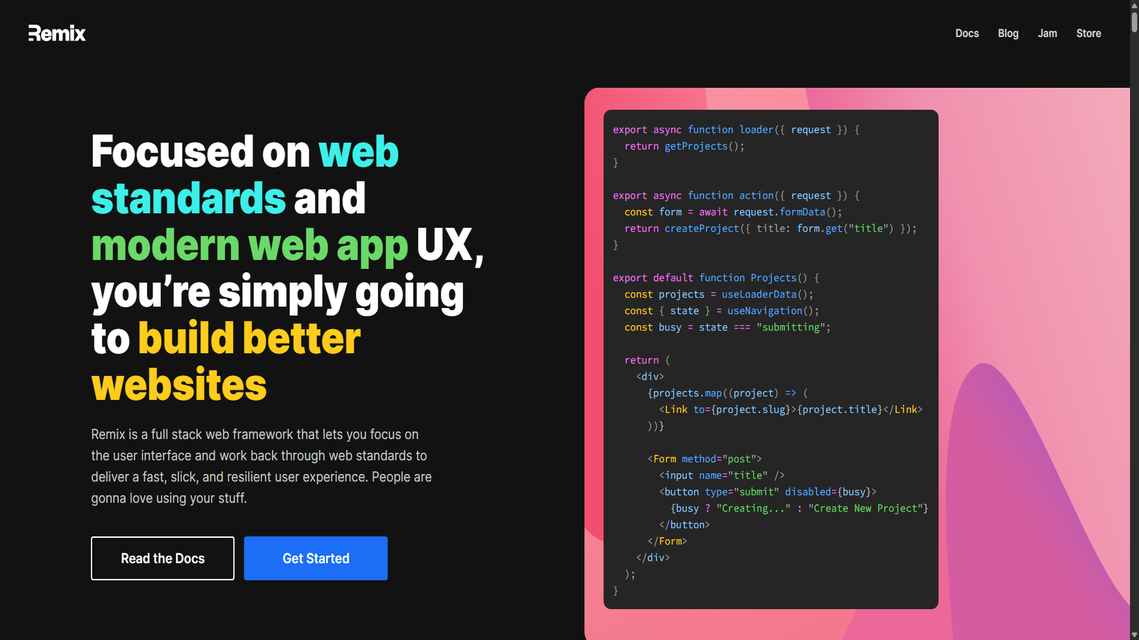 Remix
Docs Blog Jam Store
Focused on web
standards and
modern web app UX,
you’re simply going
to build better
websites
Remix is a full stack web framework that lets you focus on
the user interface and work back through web standards to
deliver a fast, slick, and resilient user experience. People are
gonna love using your stuff.
Read the Docs Get Started
export async function loader({ request }) {
  return getProjects();
}
export async function action({ request }) {
  const form = await request.formData();
  return createProject({ title: form.get("title") });
}
export default function Projects() {
  const projects = useLoaderData();
  const { state } = useNavigation();
  const busy = state === "submitting";
  return (
    <div>
      {projects.map((project) => (
        <Link to={project.slug}>{project.title}</Link>
      ))}
      <Form method="post">
        <input name="title" />
        <button type="submit" disabled={busy}>
          {busy ? "Creating..." : "Create New Project"}
        </button>
      </Form>
    </div>
  );
}